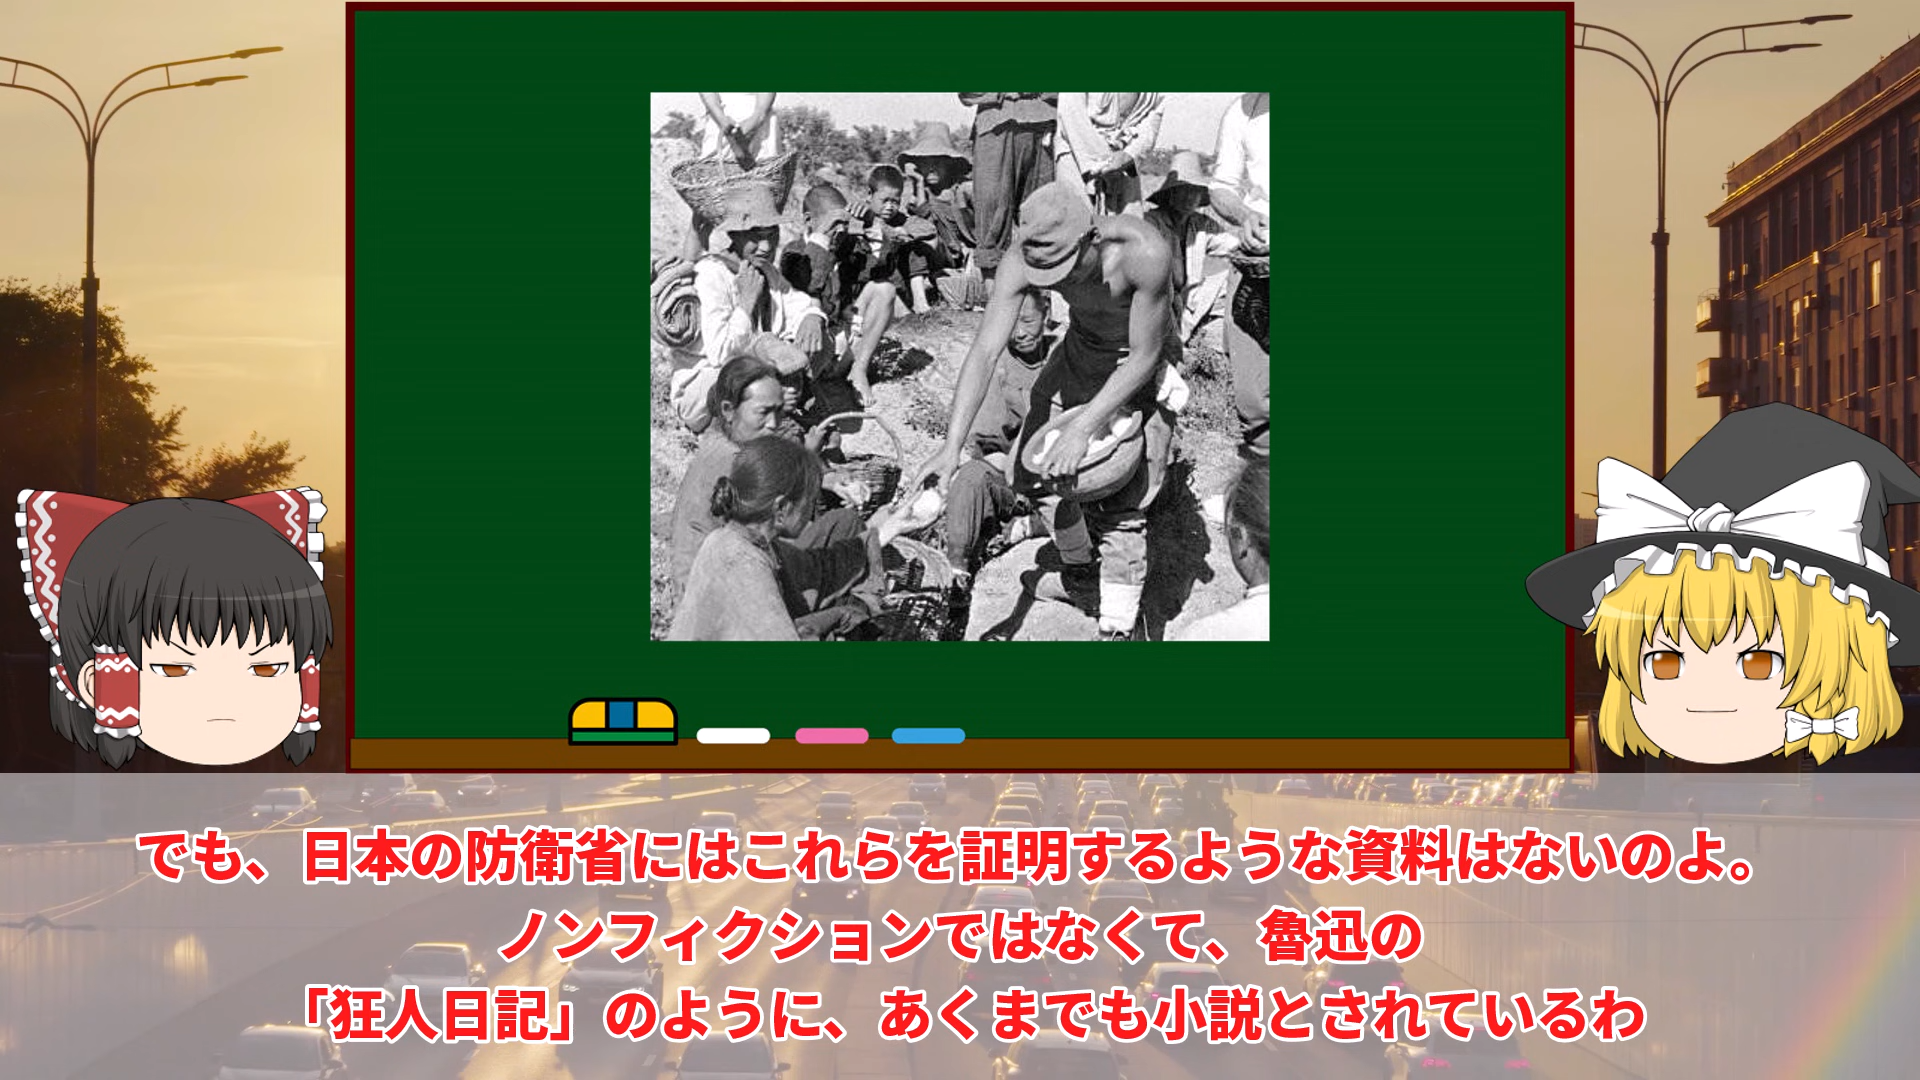 でも、日本の防衛省にはこれらを証明するような資料はないのよ。
ノンフィクションではなくて、魯迅の
「狂人日記」のように、あくまでも小説とされているわ